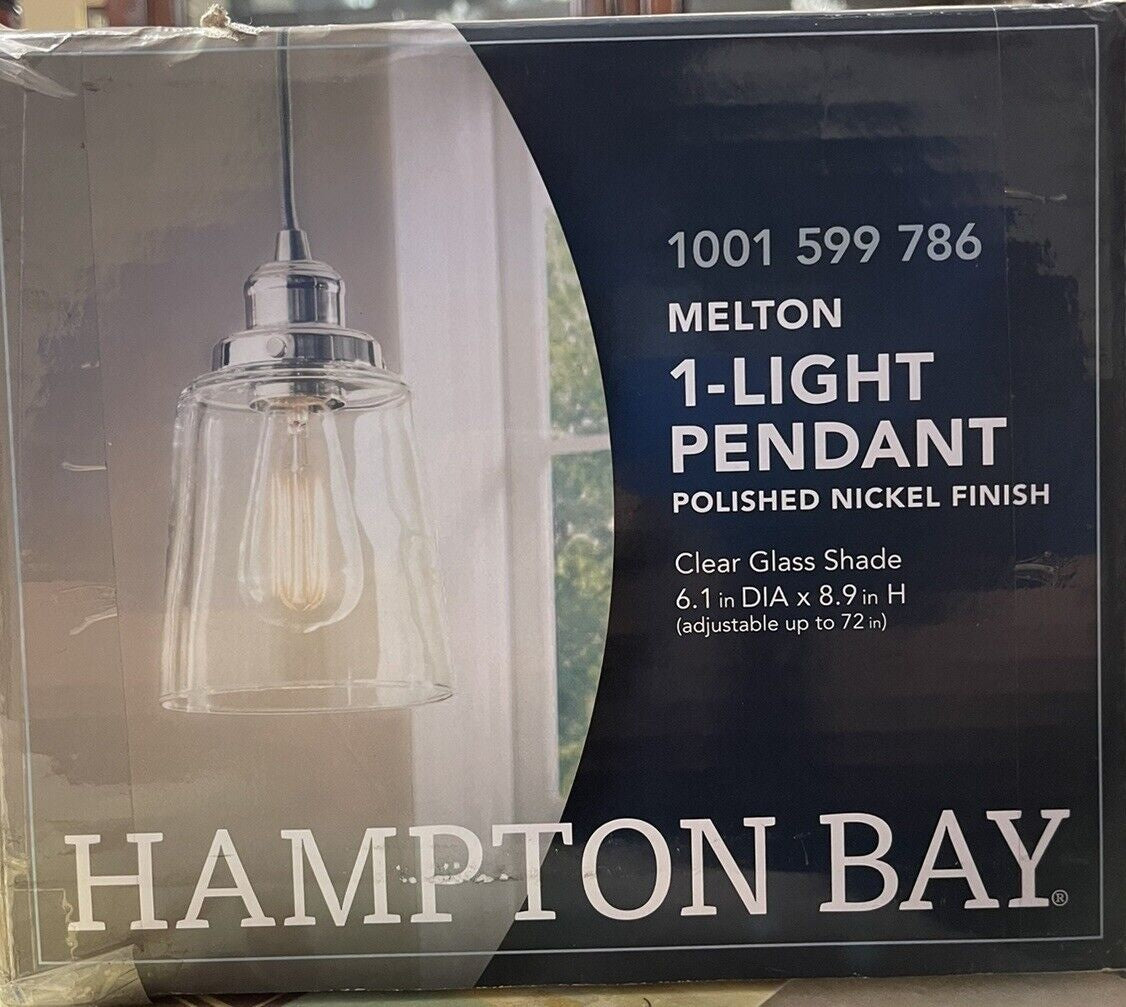 1001 599 786
MELTON
1-LIGHT
PENDANT
POLISHED NICKEL FINISH
Clear Glass Shade
6.1 in DIA x 8.9 in H
(adjustable up to 72 in)
HAMPTON BAY®